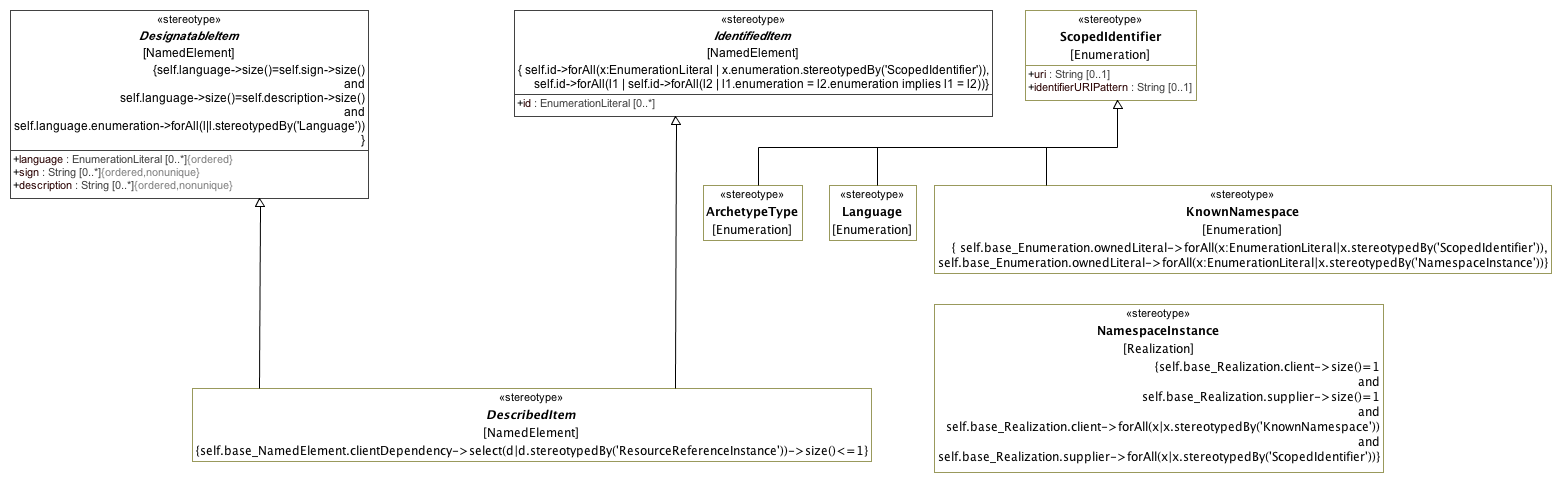 «stereotype»
DesignatableItem
[NamedElement]
{self.language->size()=self.sign->size()
and
self.language->size()=self.description->size()
and
self.language.enumeration->forAll(l|l.stereotypedBy('Language'))
}
+language : EnumerationLiteral [0..*]{ordered}
+sign : String [0..*]{ordered,nonunique}
+description : String [0..*]{ordered,nonunique}
«stereotype»
IdentifiedItem
[NamedElement]
{ self.id->forAll(x:EnumerationLiteral | x.enumeration.stereotypedBy('ScopedIdentifier')),
self.id->forAll(l1 | self.id->forAll(l2 | l1.enumeration = l2.enumeration implies l1 = l2))}
+id : EnumerationLiteral [0..*]
«stereotype»
ScopedIdentifier
[Enumeration]
+uri : String [0..1]
+identifierURIPattern : String [0..1]
«stereotype»
ArchetypeType
[Enumeration]
«stereotype»
Language
[Enumeration]
«stereotype»
KnownNamespace
[Enumeration]
{ self.base_Enumeration.ownedLiteral->forAll(x:EnumerationLiteral|x.stereotypedBy('ScopedIdentifier')),
self.base_Enumeration.ownedLiteral->forAll(x:EnumerationLiteral|x.stereotypedBy('NamespaceInstance'))}
«stereotype»
NamespaceInstance
[Realization]
{self.base_Realization.client->size()=1
and
self.base_Realization.supplier->size()=1
and
self.base_Realization.client->forAll(x|x.stereotypedBy('KnownNamespace'))
and
self.base_Realization.supplier->forAll(x|x.stereotypedBy('ScopedIdentifier'))}
«stereotype»
DescribedItem
[NamedElement]
{self.base_NamedElement.clientDependency->select(d|d.stereotypedBy('ResourceReferenceInstance'))->size()<=1}